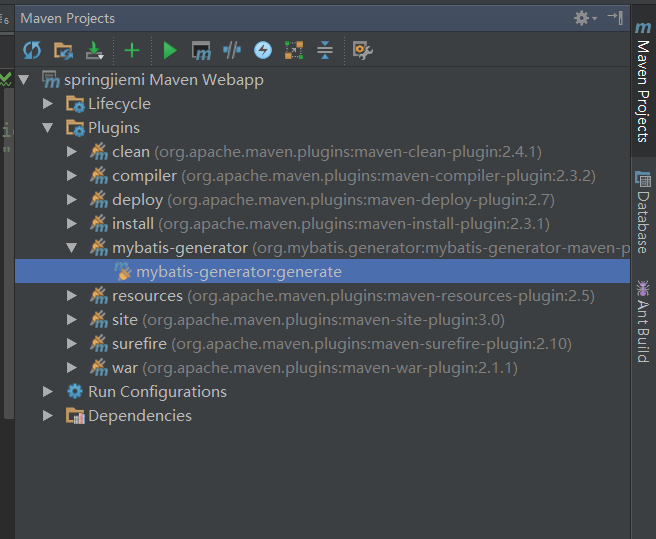 Maven Projects
springjiemi Maven Webapp
Lifecycle
Plugins
clean (org.apache.maven.plugins:maven-clean-plugin:2.4.1)
compiler (org.apache.maven.plugins:maven-compiler-plugin:2.3.2)
deploy (org.apache.maven.plugins:maven-deploy-plugin:2.7)
install (org.apache.maven.plugins:maven-install-plugin:2.3.1)
mybatis-generator (org.mybatis.generator:mybatis-generator-maven-p
mybatis-generator:generate
resources (org.apache.maven.plugins:maven-resources-plugin:2.5)
site (org.apache.maven.plugins:maven-site-plugin:3.0)
surefire (org.apache.maven.plugins:maven-surefire-plugin:2.10)
war (org.apache.maven.plugins:maven-war-plugin:2.1.1)
Run Configurations
Dependencies
Maven Projects
Database
Ant Build